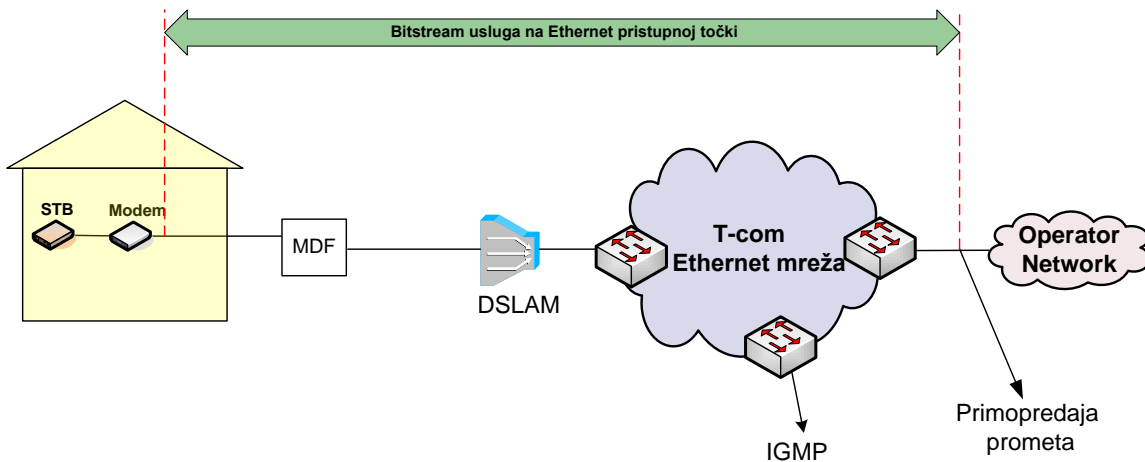 Bitstream usluga na Ethernet pristupnoj točki
STB
Modem
MDF
DSLAM
T-com
Ethernet mreža
Operator
Network
IGMP
Primopredaja
prometa